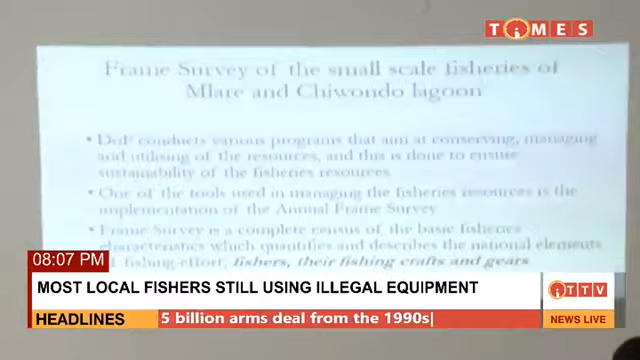 TIMES
Frame Survey of the small scale fisheries of
Mlare and Chiwondo lagoon
• DoF conducts various programs that aim at conserving, managing
and utilising of the resources, and this is done to ensure
sustainability of the fisheries resources
• One of the tools used in managing the fisheries resources is the
implementation of the Annual Frame Survey
• Frame Survey is a complete census of the basic fisheries
characteristics which quantifies and describes the national elements
fishing effort, fishers, their fishing crafts and gears
08:07 PM
MOST LOCAL FISHERS STILL USING ILLEGAL EQUIPMENT
TTV
HEADLINES
5 billion arms deal from the 1990s|
NEWS LIVE